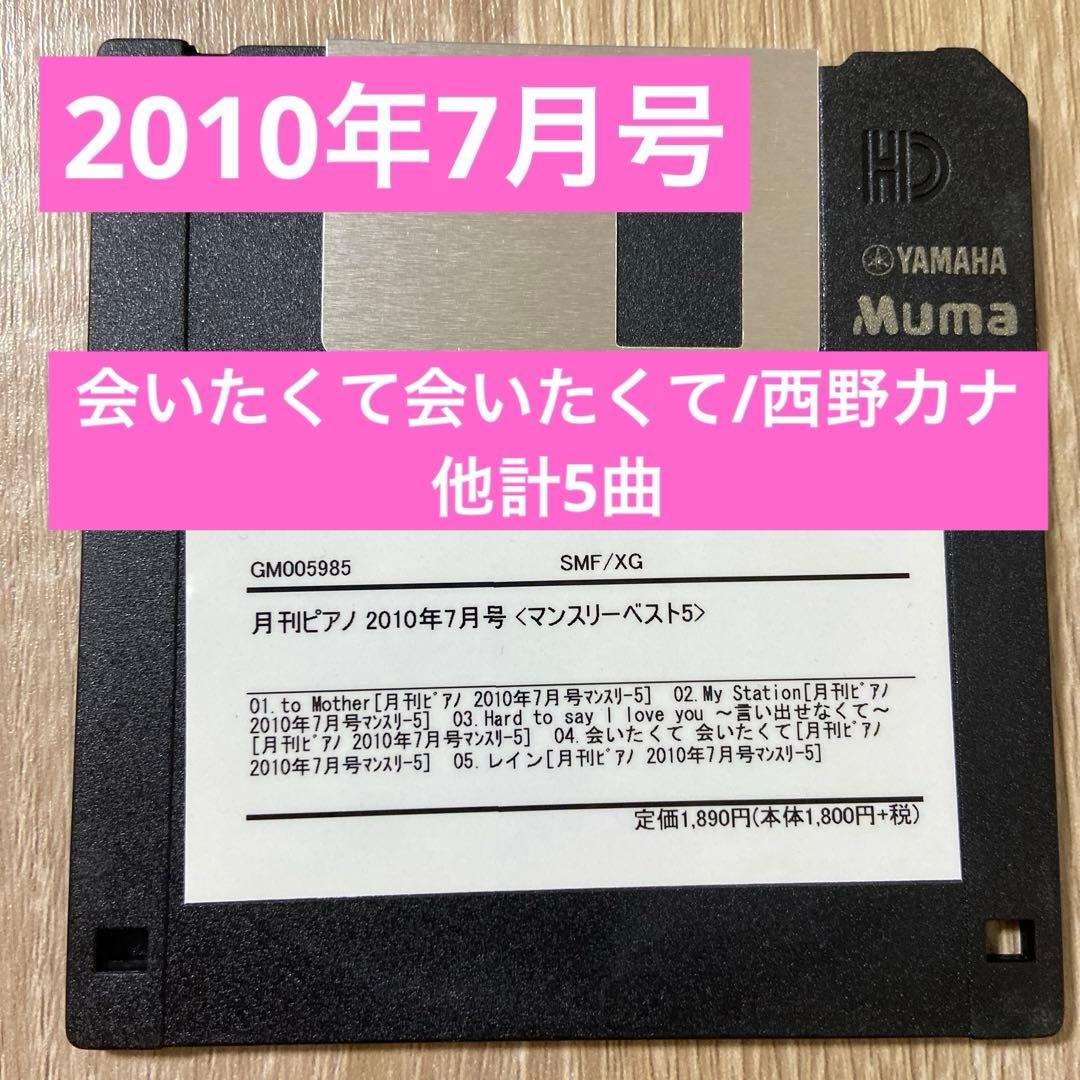 2010年7月号
HD
YAMAHA
Muma
会いたくて会いたくて/西野カナ
他計5曲
GM005985 SMF/XG
月刊ピアノ 2010年7月号 <マンスリーベスト5>
01.to Mother[月刊ﾋﾟｱﾉ 2010年7月号ﾏﾝｽﾘｰ5] 02.My Station[月刊ﾋﾟｱﾉ
2010年7月号ﾏﾝｽﾘｰ5] 03.Hard to say I love you ～言い出せなくて～
[月刊ﾋﾟｱﾉ 2010年7月号ﾏﾝｽﾘｰ5] 04.会いたくて 会いたくて[月刊ﾋﾟｱﾉ
2010年7月号ﾏﾝｽﾘｰ5] 05.レイン[月刊ﾋﾟｱﾉ 2010年7月号ﾏﾝｽﾘｰ5]
定価1,890円(本体1,800円+税)